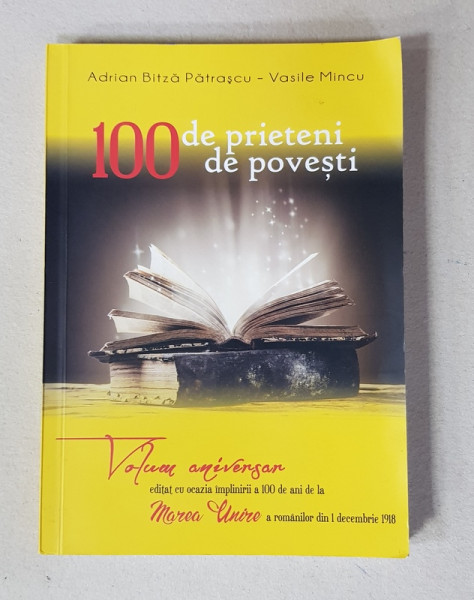 Adrian Bitză Pătrașcu - Vasile Mincu
100 de prieteni
de povești
Volum aniversar
editat cu ocazia împlinirii a 100 de ani de la
Marea Unire a românilor din 1 decembrie 1918